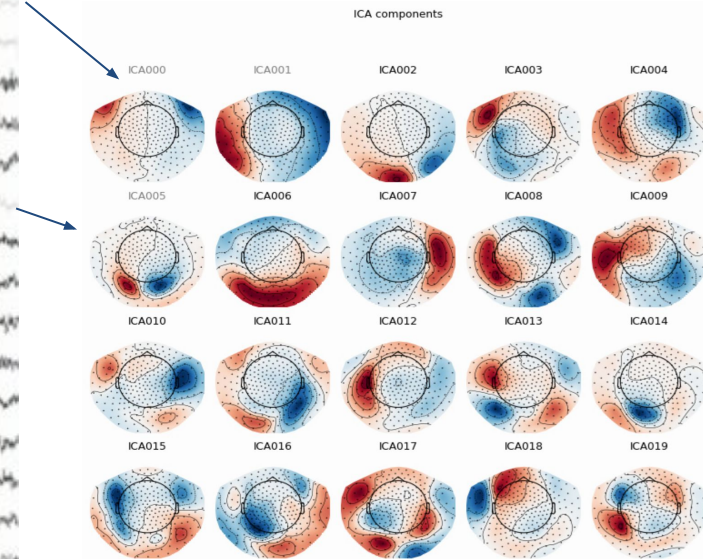 ICA components
ICA000 ICA001 ICA002 ICA003 ICA004
ICA005 ICA006 ICA007 ICA008 ICA009
ICA010 ICA011 ICA012 ICA013 ICA014
ICA015 ICA016 ICA017 ICA018 ICA019